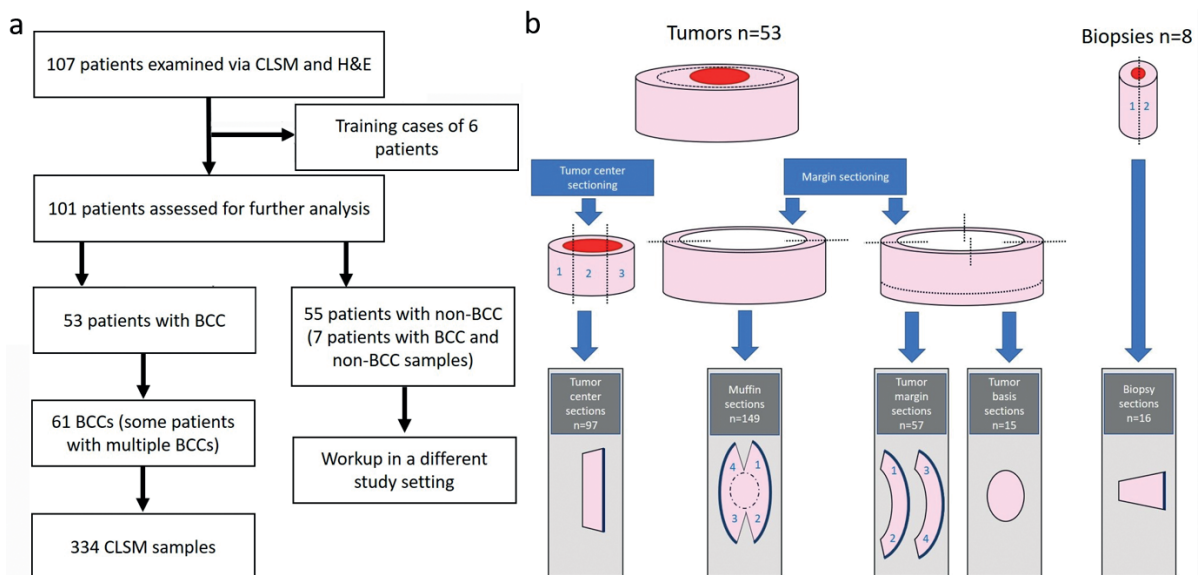 a
107 patients examined via CLSM and H&E
Training cases of 6
patients
101 patients assessed for further analysis
53 patients with BCC
55 patients with non-BCC
(7 patients with BCC and
non-BCC samples)
61 BCCs (some patients
with multiple BCCs)
Workup in a different
study setting
334 CLSM samples
b
Tumors n=53
Biopsies n=8
1 2
Tumor center
sectioning
Margin sectioning
1 2 3
Tumor
center
sections
n=97
Muffin
sections
n=149
4 1
3 2
Tumor
margin
sections
n=57
1 3
2 4
Tumor
basis
sections
n=15
Biopsy
sections
n=16